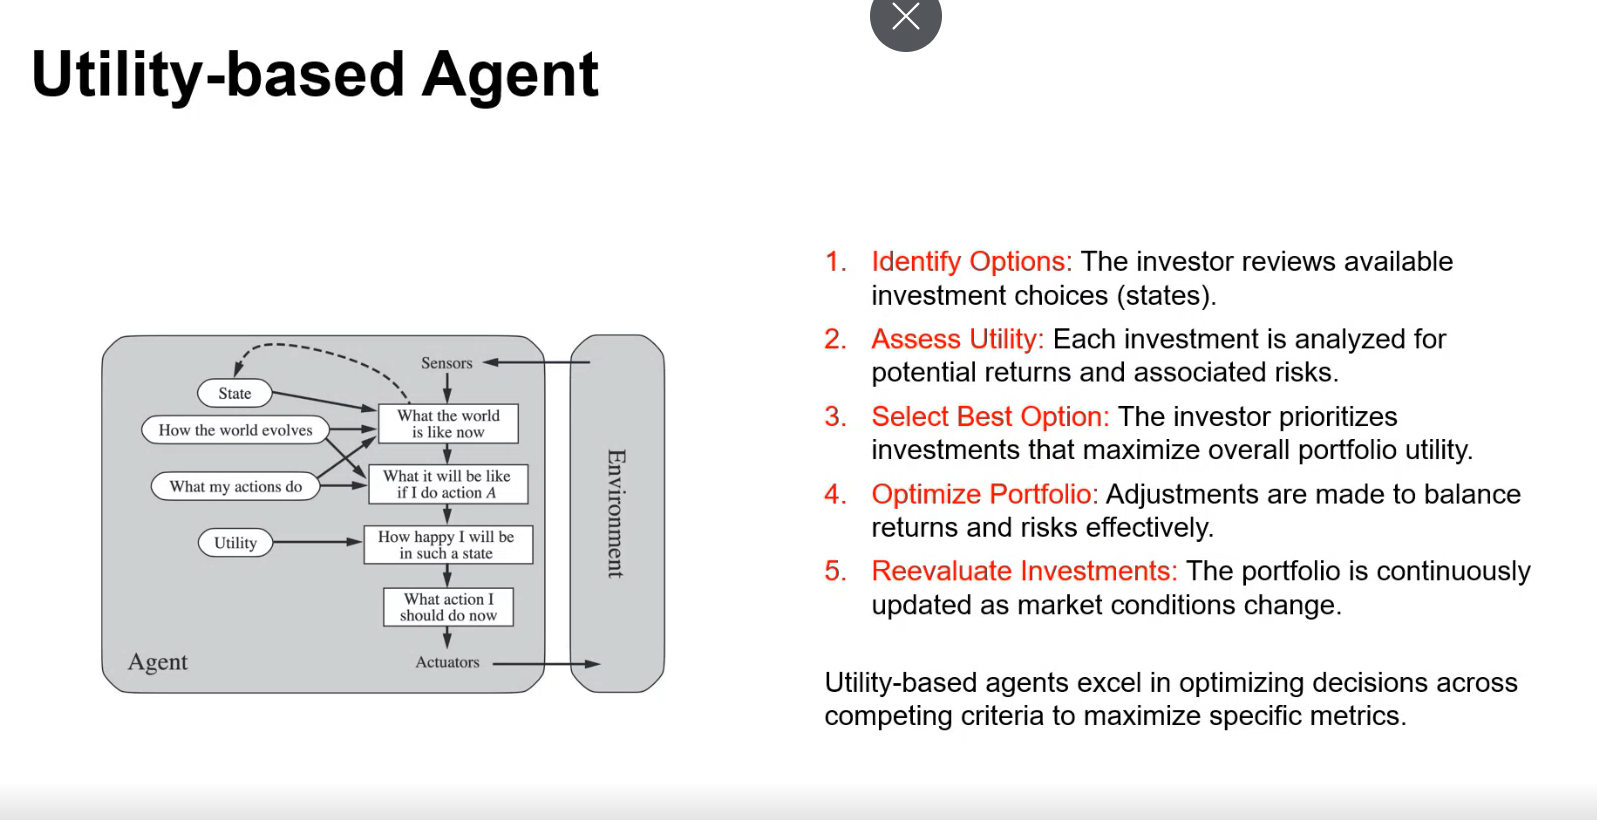 Utility-based Agent
Sensors
State
What the world
is like now
How the world evolves
What it will be like
if I do action A
What my actions do
How happy I will be
in such a state
Utility
What action I
should do now
Agent
Actuators
Environment
1. Identify Options: The investor reviews available
investment choices (states).
2. Assess Utility: Each investment is analyzed for
potential returns and associated risks.
3. Select Best Option: The investor prioritizes
investments that maximize overall portfolio utility.
4. Optimize Portfolio: Adjustments are made to balance
returns and risks effectively.
5. Reevaluate Investments: The portfolio is continuously
updated as market conditions change.
Utility-based agents excel in optimizing decisions across
competing criteria to maximize specific metrics.